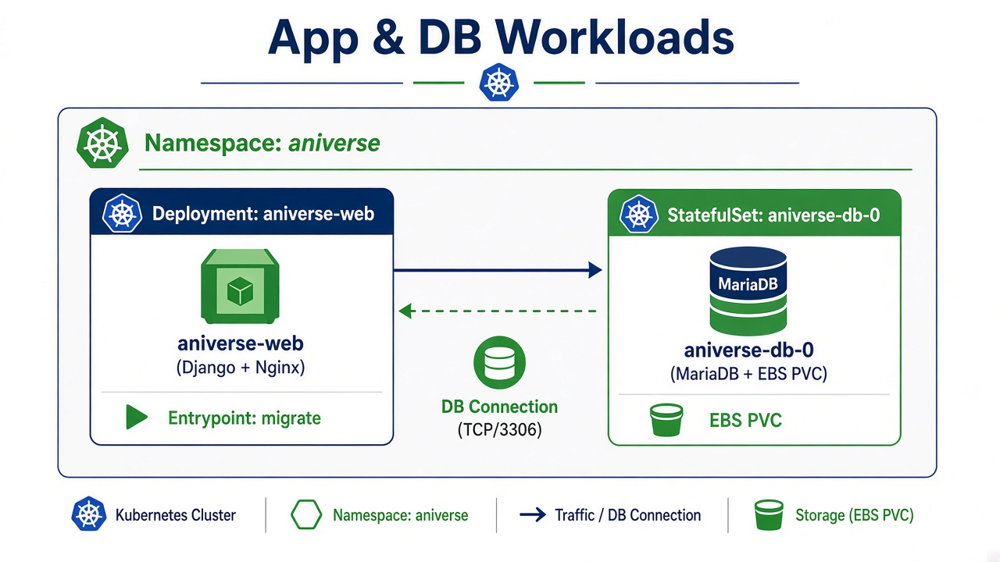 App & DB Workloads
Namespace: aniverse
Deployment: aniverse-web
aniverse-web
(Django + Nginx)
Entrypoint: migrate
DB Connection
(TCP/3306)
StatefulSet: aniverse-db-0
MariaDB
aniverse-db-0
(MariaDB + EBS PVC)
EBS PVC
Kubernetes Cluster
Namespace: aniverse
Traffic / DB Connection
Storage (EBS PVC)